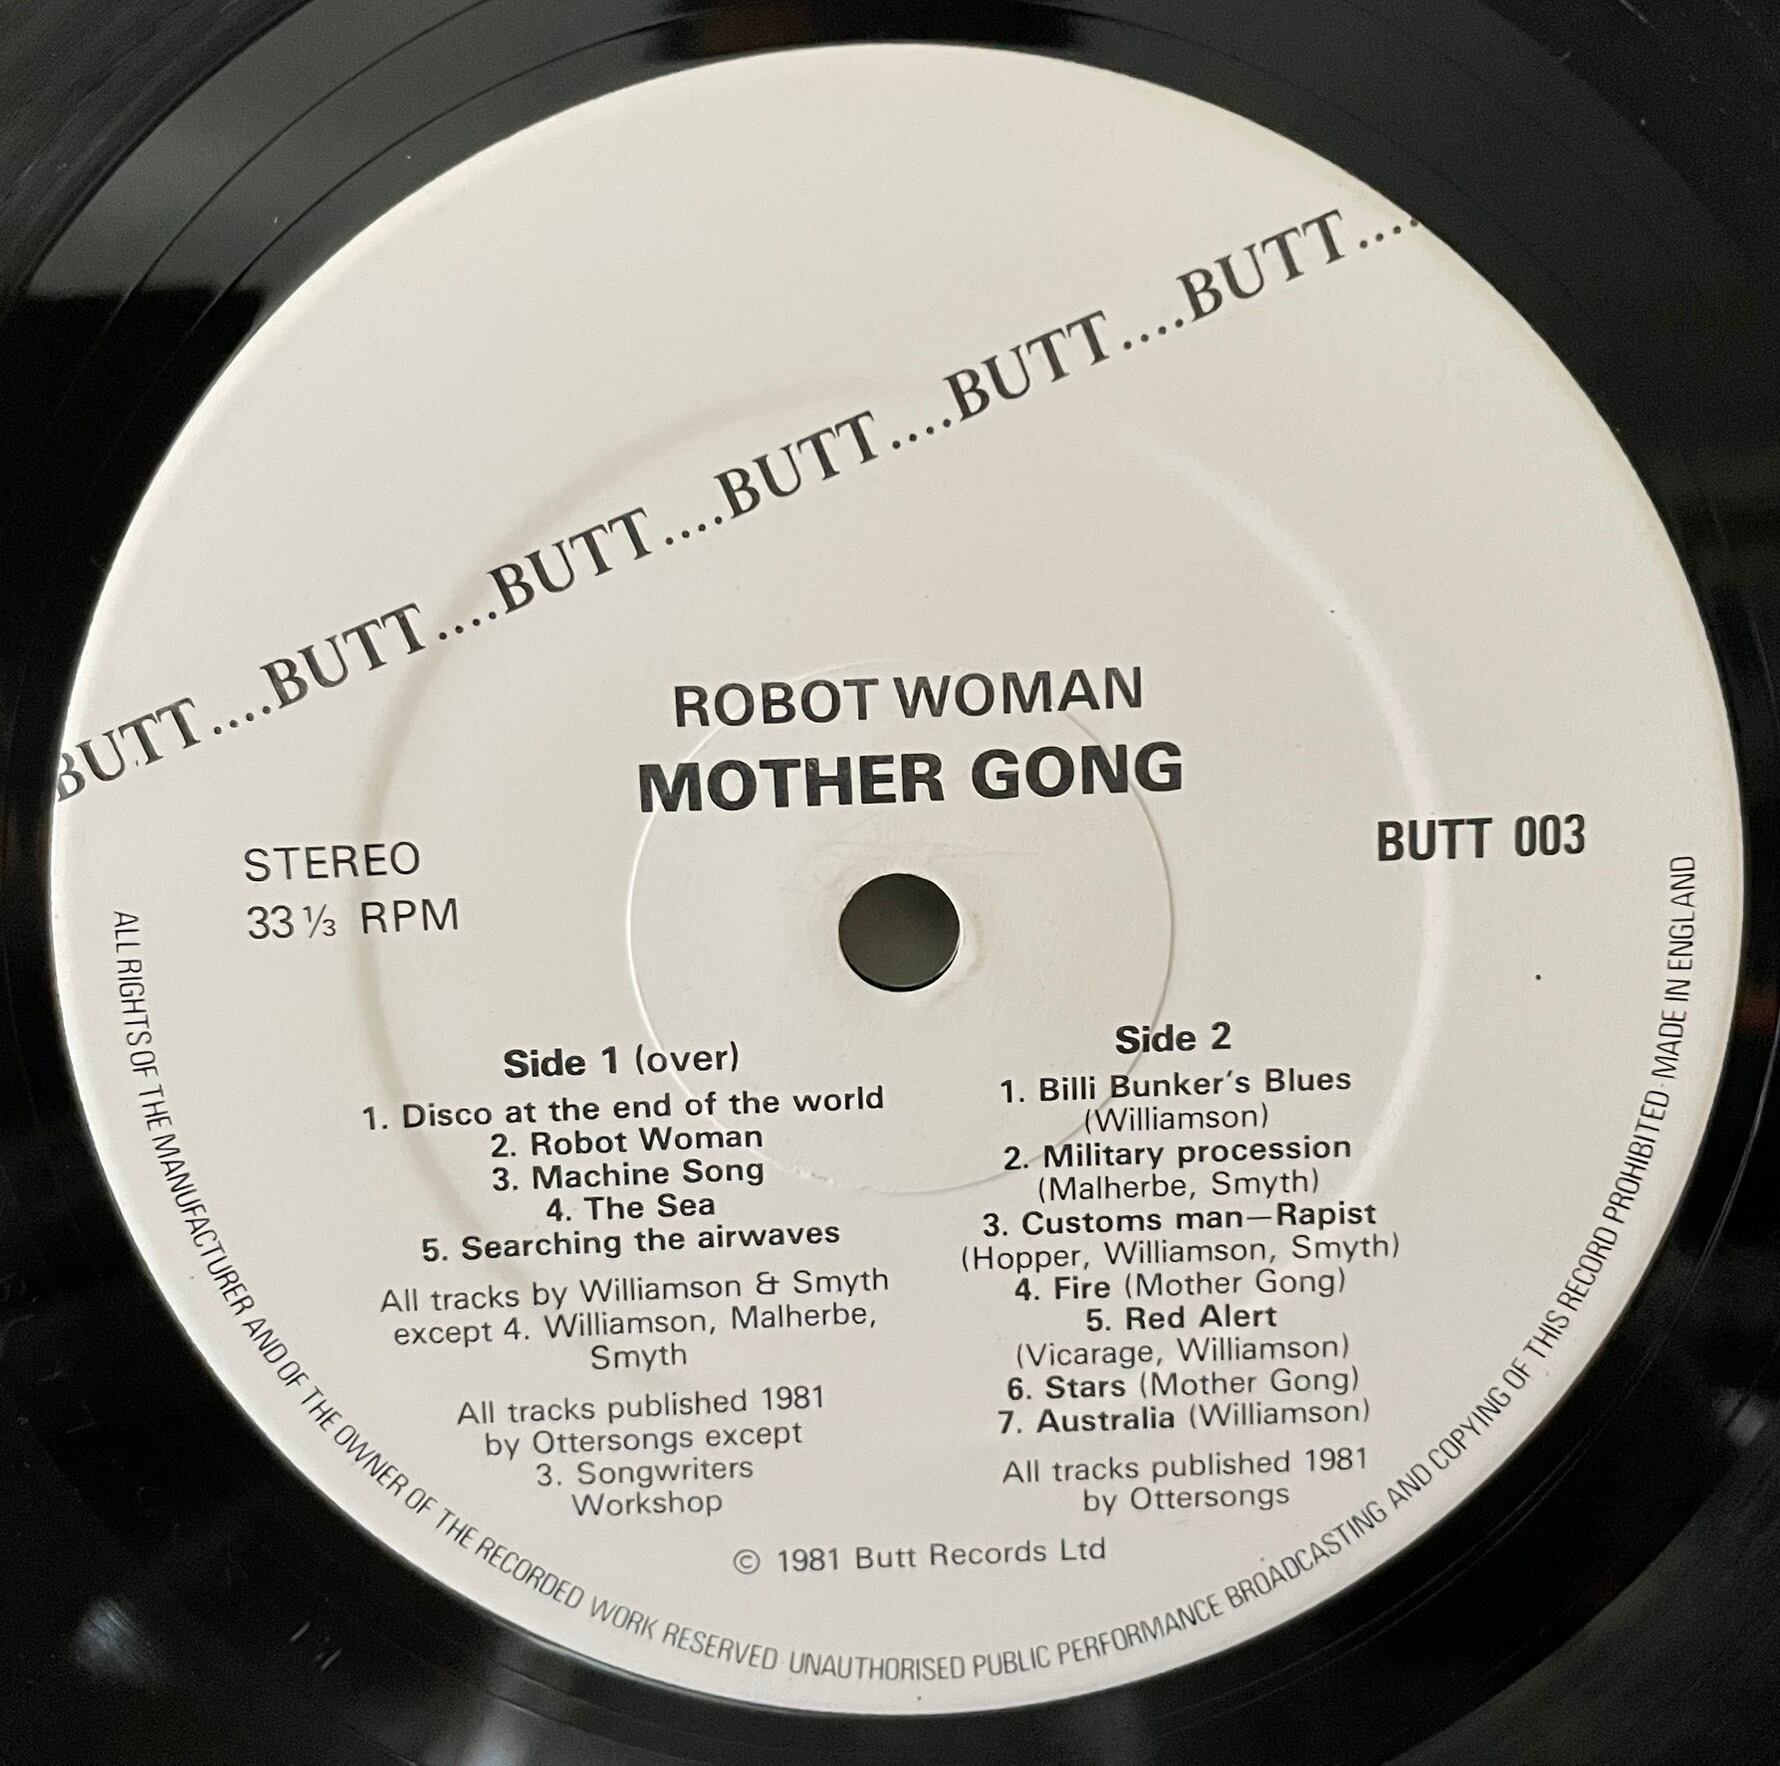 BUTT....BUTT....BUTT....BUTT....BUTT....BUTT....
ROBOT WOMAN
MOTHER GONG
STEREO
33 ⅓ RPM
BUTT 003
Side 1 (over)
1. Disco at the end of the world
2. Robot Woman
3. Machine Song
4. The Sea
5. Searching the airwaves
All tracks by Williamson & Smyth
except 4. Williamson, Malherbe,
Smyth
All tracks published 1981
by Ottersongs except
3. Songwriters
Workshop
Side 2
1. Billi Bunker's Blues
(Williamson)
2. Military procession
(Malherbe, Smyth)
3. Customs man—Rapist
(Hopper, Williamson, Smyth)
4. Fire (Mother Gong)
5. Red Alert
(Vicarage, Williamson)
6. Stars (Mother Gong)
7. Australia (Williamson)
All tracks published 1981
by Ottersongs
© 1981 Butt Records Ltd
ALL RIGHTS OF THE MANUFACTURER AND OF THE OWNER OF THE RECORDED WORK RESERVED UNAUTHORISED PUBLIC PERFORMANCE BROADCASTING AND COPYING OF THIS RECORD PROHIBITED · MADE IN ENGLAND